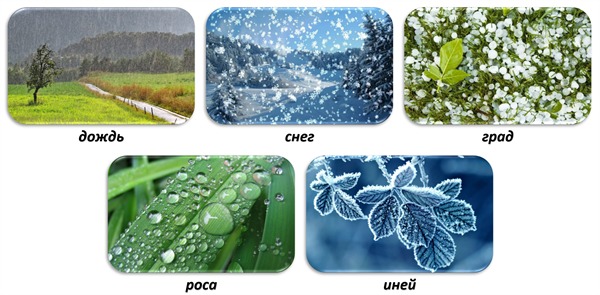 дождь
снег
град
роса
иней